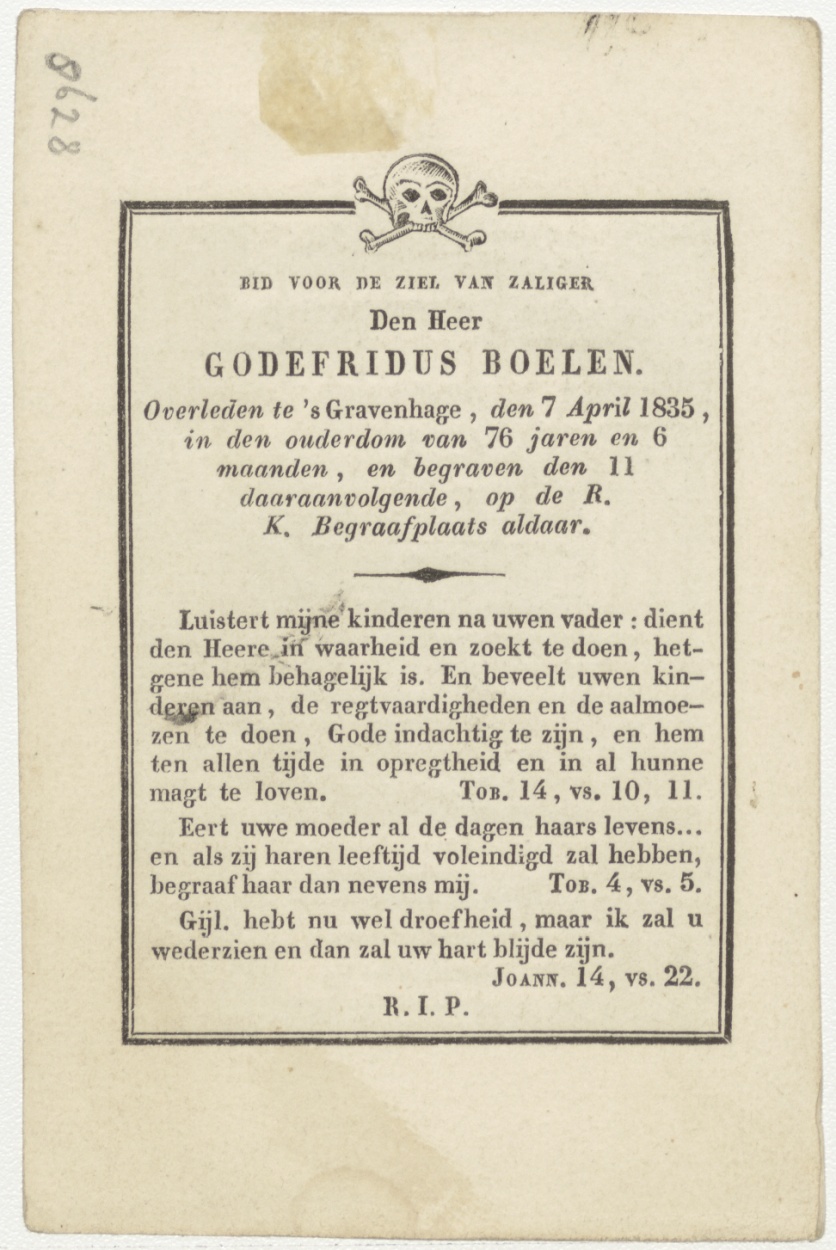 8628
BID VOOR DE ZIEL VAN ZALIGER
Den Heer
GODEFRIDUS BOELEN.
Overleden te 's Gravenhage, den 7 April 1835,
in den ouderdom van 76 jaren en 6
maanden, en begraven den 11
daaraanvolgende, op de R.
K. Begraafplaats aldaar.
Luistert mijne kinderen na uwen vader : dient
den Heere in waarheid en zoekt te doen, het-
gene hem behagelijk is. En beveelt uwen kin-
deren aan, de regtvaardigheden en de aalmoe-
zen te doen, Gode indachtig te zijn, en hem
ten allen tijde in opregtheid en in al hunne
magt te loven. TOB. 14, vs. 10, 11.
Eert uwe moeder al de dagen haars levens...
en als zij haren leeftijd voleindigd zal hebben,
begraaf haar dan nevens mij. TOB. 4, vs. 5.
Gijl. hebt nu wel droefheid, maar ik zal u
wederzien en dan zal uw hart blijde zijn.
JOANN. 14, vs. 22.
R. I. P.